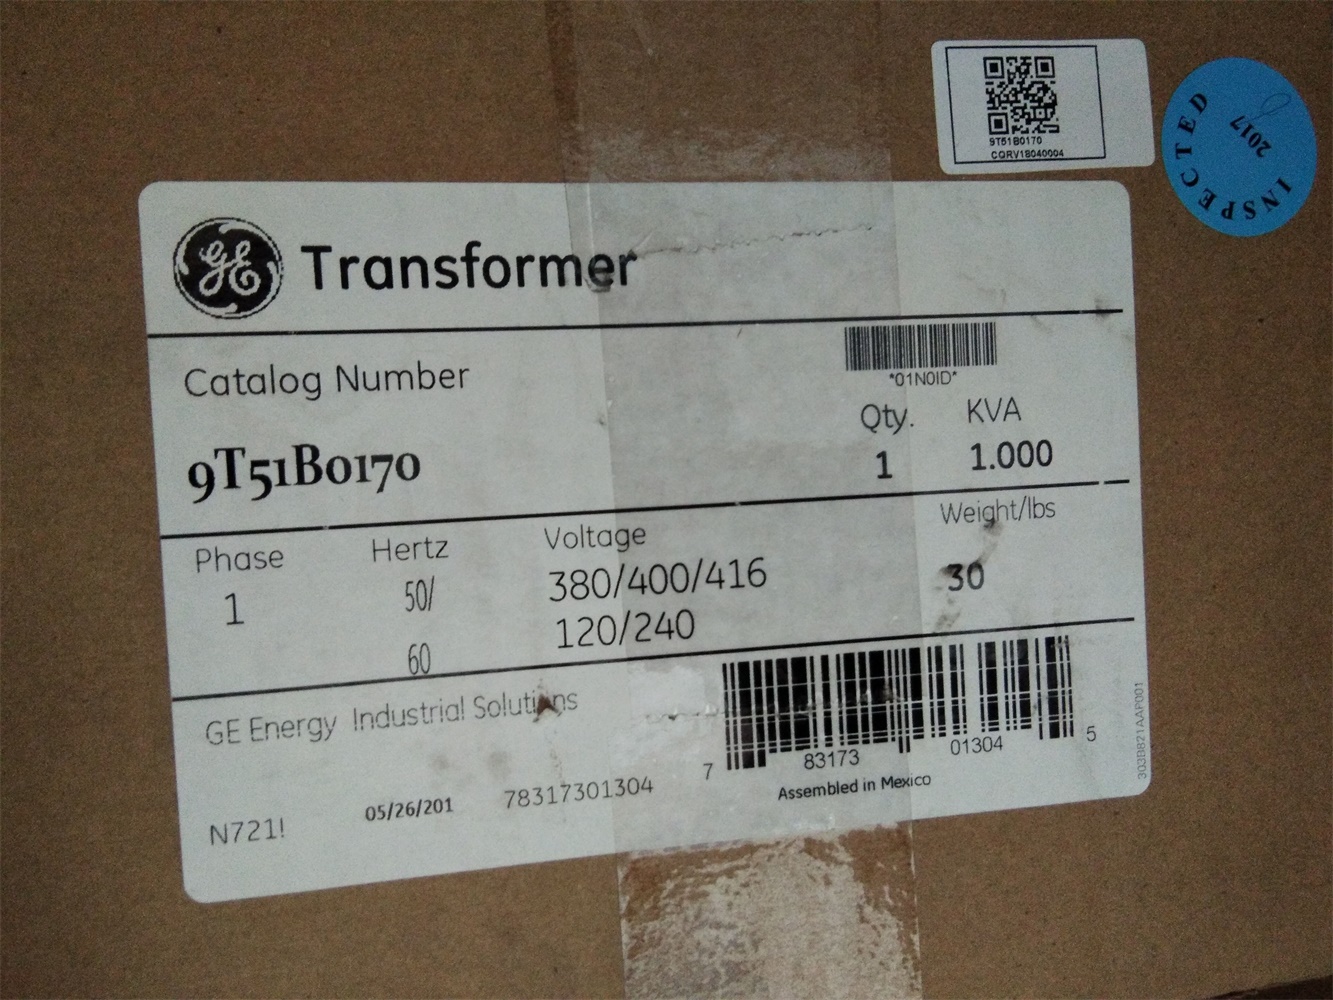 9T51B0170
CQRV18040004
INSPECTED
2017
GE Transformer
Catalog Number
*01N0ID*
Qty. KVA
9T51B0170
1 1.000
Phase Hertz Voltage Weight/lbs
1 50/ 380/400/416 30
60 120/240
GE Energy Industrial Solutions
7 83173 01304 5
N721! 05/26/201 78317301304 Assembled in Mexico
303B821AAP001